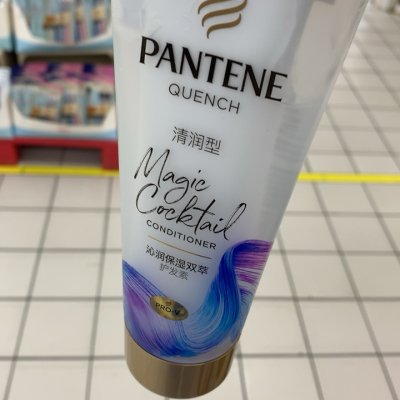 PANTENE
QUENCH
清润型
Magic
Cocktail
CONDITIONER
沁润保湿双萃
护发素
PRO-V